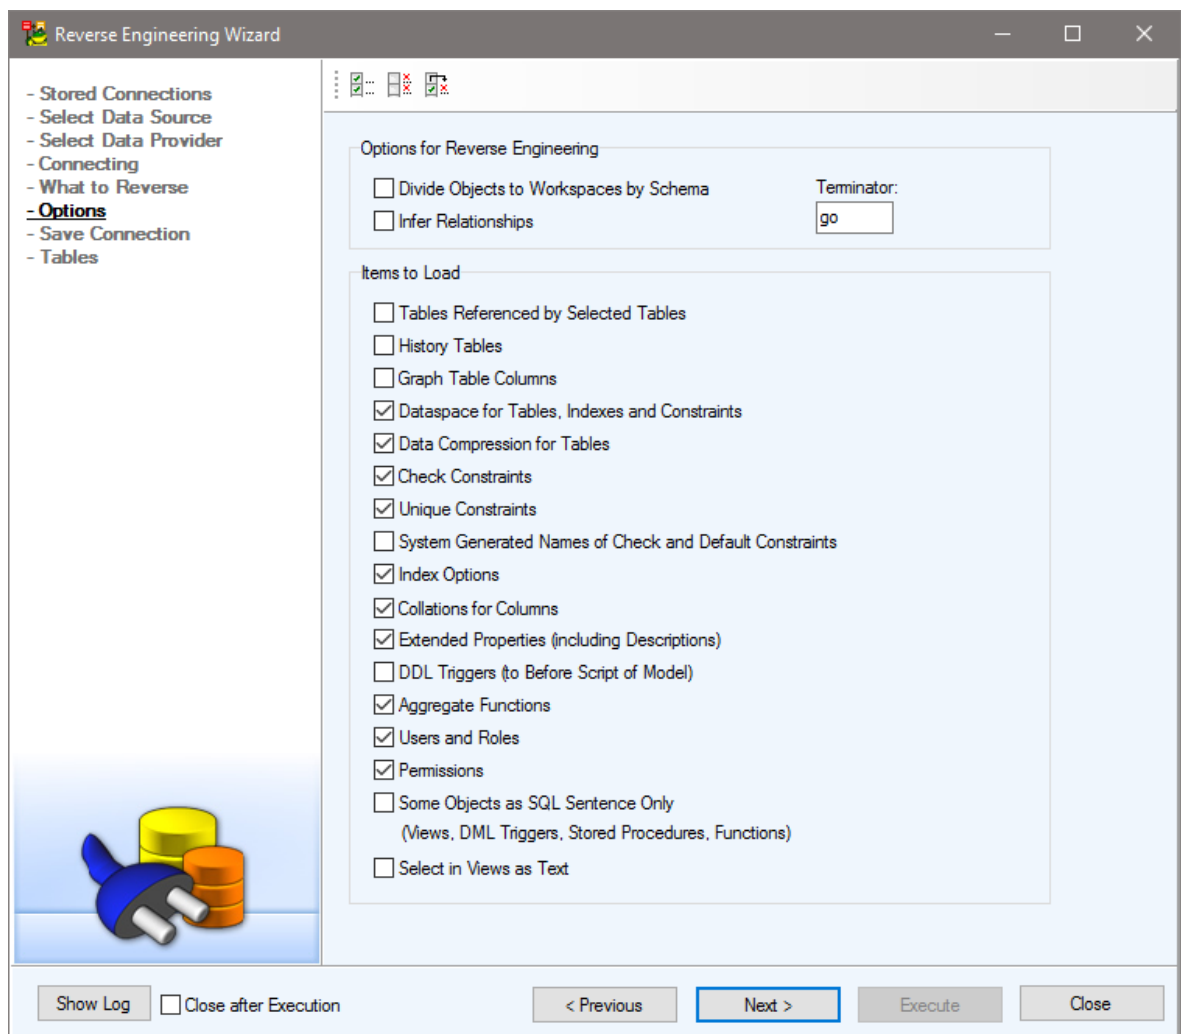 Reverse Engineering Wizard
- Stored Connections
- Select Data Source
- Select Data Provider
- Connecting
- What to Reverse
- Options
- Save Connection
- Tables
Options for Reverse Engineering
Divide Objects to Workspaces by Schema
Terminator:
Infer Relationships
go
Items to Load
Tables Referenced by Selected Tables
History Tables
Graph Table Columns
Dataspace for Tables, Indexes and Constraints
Data Compression for Tables
Check Constraints
Unique Constraints
System Generated Names of Check and Default Constraints
Index Options
Collations for Columns
Extended Properties (including Descriptions)
DDL Triggers (to Before Script of Model)
Aggregate Functions
Users and Roles
Permissions
Some Objects as SQL Sentence Only
(Views, DML Triggers, Stored Procedures, Functions)
Select in Views as Text
Show Log
Close after Execution
< Previous
Next >
Execute
Close